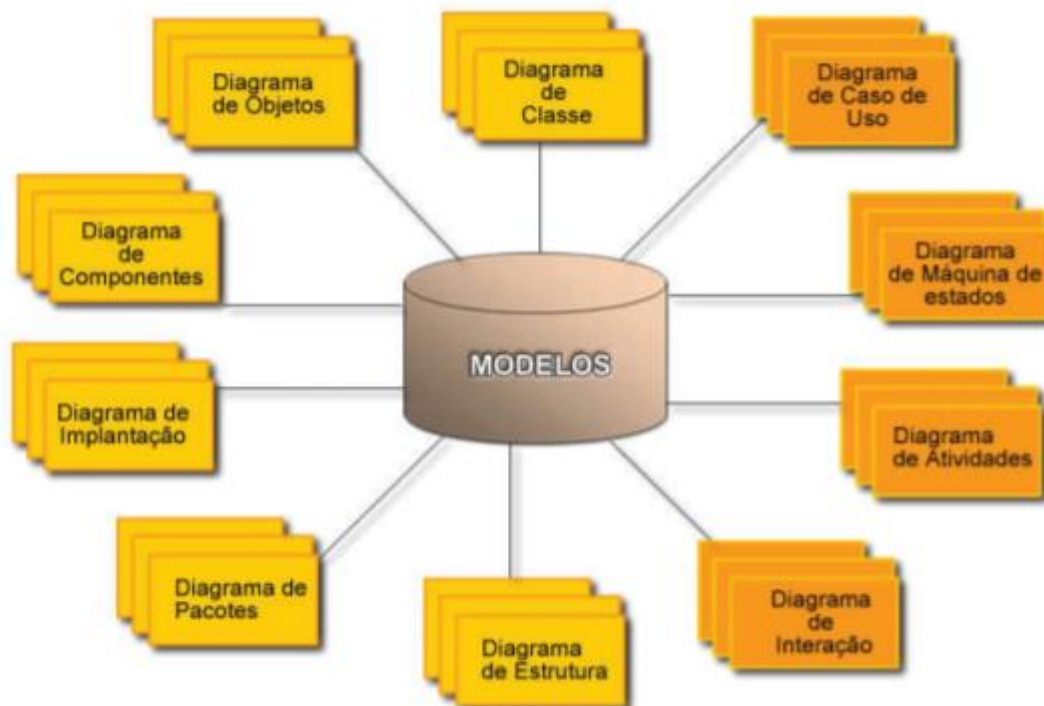 Diagrama
de Objetos
Diagrama
de
Classe
Diagrama
de Caso de
Uso
Diagrama
de
Componentes
Diagrama
de Máquina de
estados
MODELOS
Diagrama de
Implantação
Diagrama
de Atividades
Diagrama de
Pacotes
Diagrama
de Estrutura
Diagrama
de
Interação